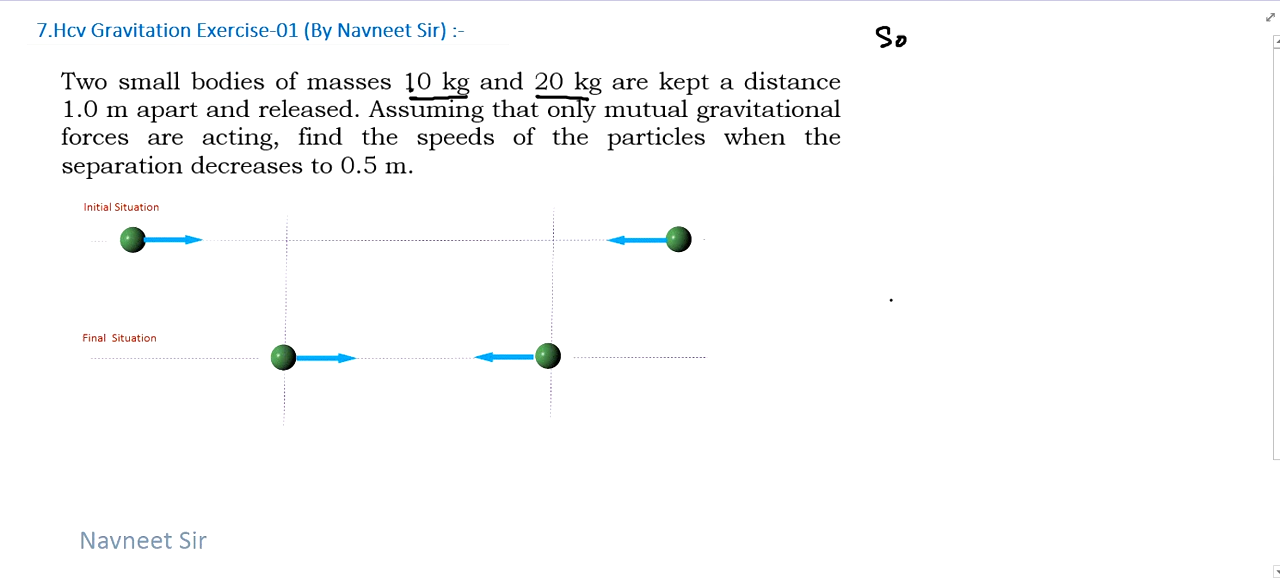 7.Hcv Gravitation Exercise-01 (By Navneet Sir) :-
So
Two small bodies of masses 10 kg and 20 kg are kept a distance
1.0 m apart and released. Assuming that only mutual gravitational
forces are acting, find the speeds of the particles when the
separation decreases to 0.5 m.
Initial Situation
Final Situation
Navneet Sir